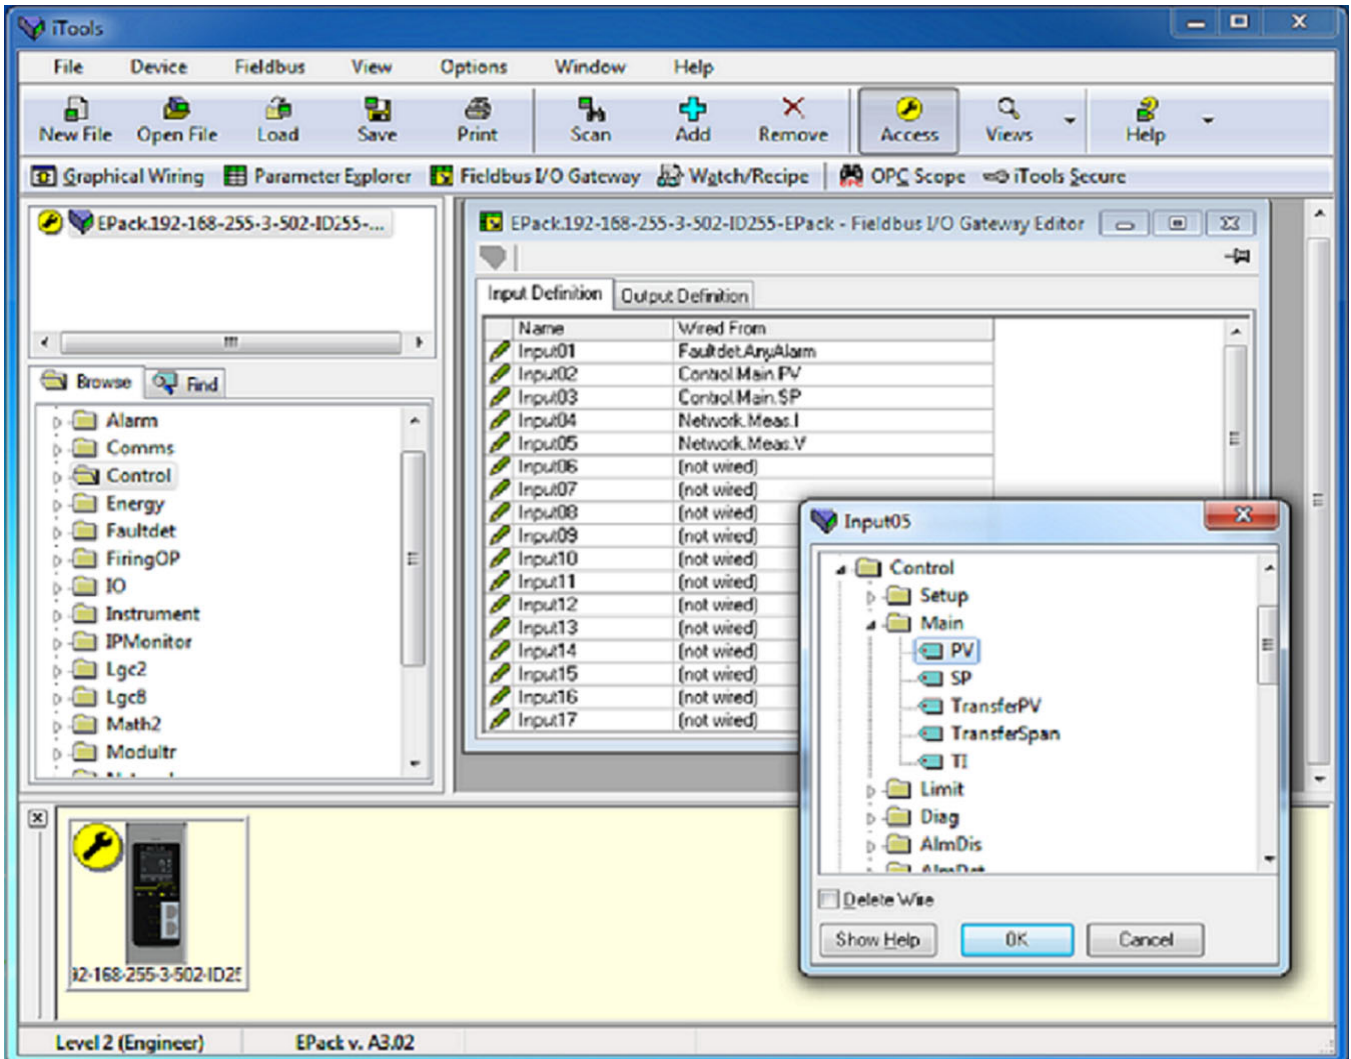 iTools
File Device Fieldbus View Options Window Help
New File Open File Load Save Print Scan Add Remove Access Views Help
Graphical Wiring Parameter Explorer Fieldbus I/O Gateway Watch/Recipe OPC Scope iTools Secure
EPack.192-168-255-3-502-ID255-...
Browse Find
Alarm
Comms
Control
Energy
Faultdet
FiringOP
IO
Instrument
IPMonitor
Lgc2
Lgc8
Math2
Modultr
EPack.192-168-255-3-502-ID255-EPack - Fieldbus I/O Gateway Editor
Input Definition Output Definition
Name Wired From
Input01 Faultdet.AnyAlarm
Input02 Control.Main.PV
Input03 Control.Main.SP
Input04 Network.Meas.I
Input05 Network.Meas.V
Input06 (not wired)
Input07 (not wired)
Input08 (not wired)
Input09 (not wired)
Input10 (not wired)
Input11 (not wired)
Input12 (not wired)
Input13 (not wired)
Input14 (not wired)
Input15 (not wired)
Input16 (not wired)
Input17 (not wired)
Input05
Control
Setup
Main
PV
SP
TransferPV
TransferSpan
TI
Limit
Diag
AlmDis
Delete Wire
Show Help OK Cancel
92-168-255-3-502-ID25
Level 2 (Engineer) EPack v. A3.02